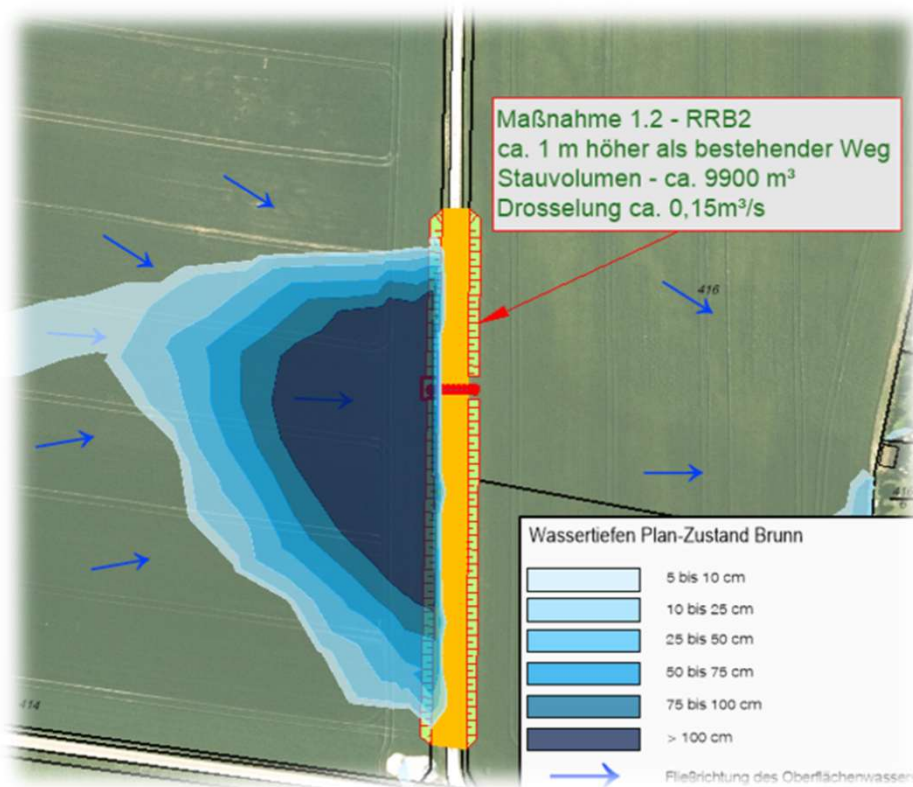 Maßnahme 1.2 - RRB2
ca. 1 m höher als bestehender Weg
Stauvolumen - ca. 9900 m³
Drosselung ca. 0,15m³/s
416
414
Wassertiefen Plan-Zustand Brunn
5 bis 10 cm
10 bis 25 cm
25 bis 50 cm
50 bis 75 cm
75 bis 100 cm
> 100 cm
Fließrichtung des Oberflächenwassers